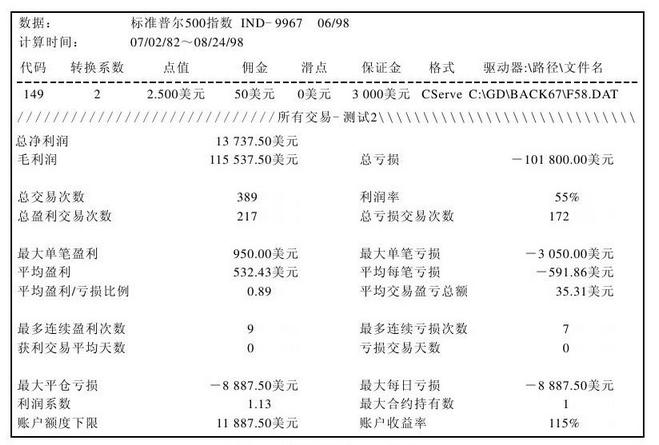 数据： 标准普尔500指数 IND-9967 06/98
计算时间： 07/02/82～08/24/98
代码 转换系数 点值 佣金 滑点 保证金 格式 驱动器:\路径\文件名
149 2 2.500美元 50美元 0美元 3 000美元 CServe C:\GD\BACK67\F58.DAT
/////////////////////////////所有交易-测试2\\\\\\\\\\\\\\\\\\\\\\\\\\\\\
总净利润 13 737.50美元
毛利润 115 537.50美元 总亏损 －101 800.00美元
总交易次数 389 利润率 55%
总盈利交易次数 217 总亏损交易次数 172
最大单笔盈利 950.00美元 最大单笔亏损 －3 050.00美元
平均盈利 532.43美元 平均每笔亏损 －591.86美元
平均盈利/亏损比例 0.89 平均交易盈亏总额 35.31美元
最多连续盈利次数 9 最多连续亏损次数 7
获利交易平均天数 0 亏损交易天数 0
最大平仓亏损 －8 887.50美元 最大每日亏损 －8 887.50美元
利润系数 1.13 最大合约持有数 1
账户额度下限 11 887.50美元 账户收益率 115%